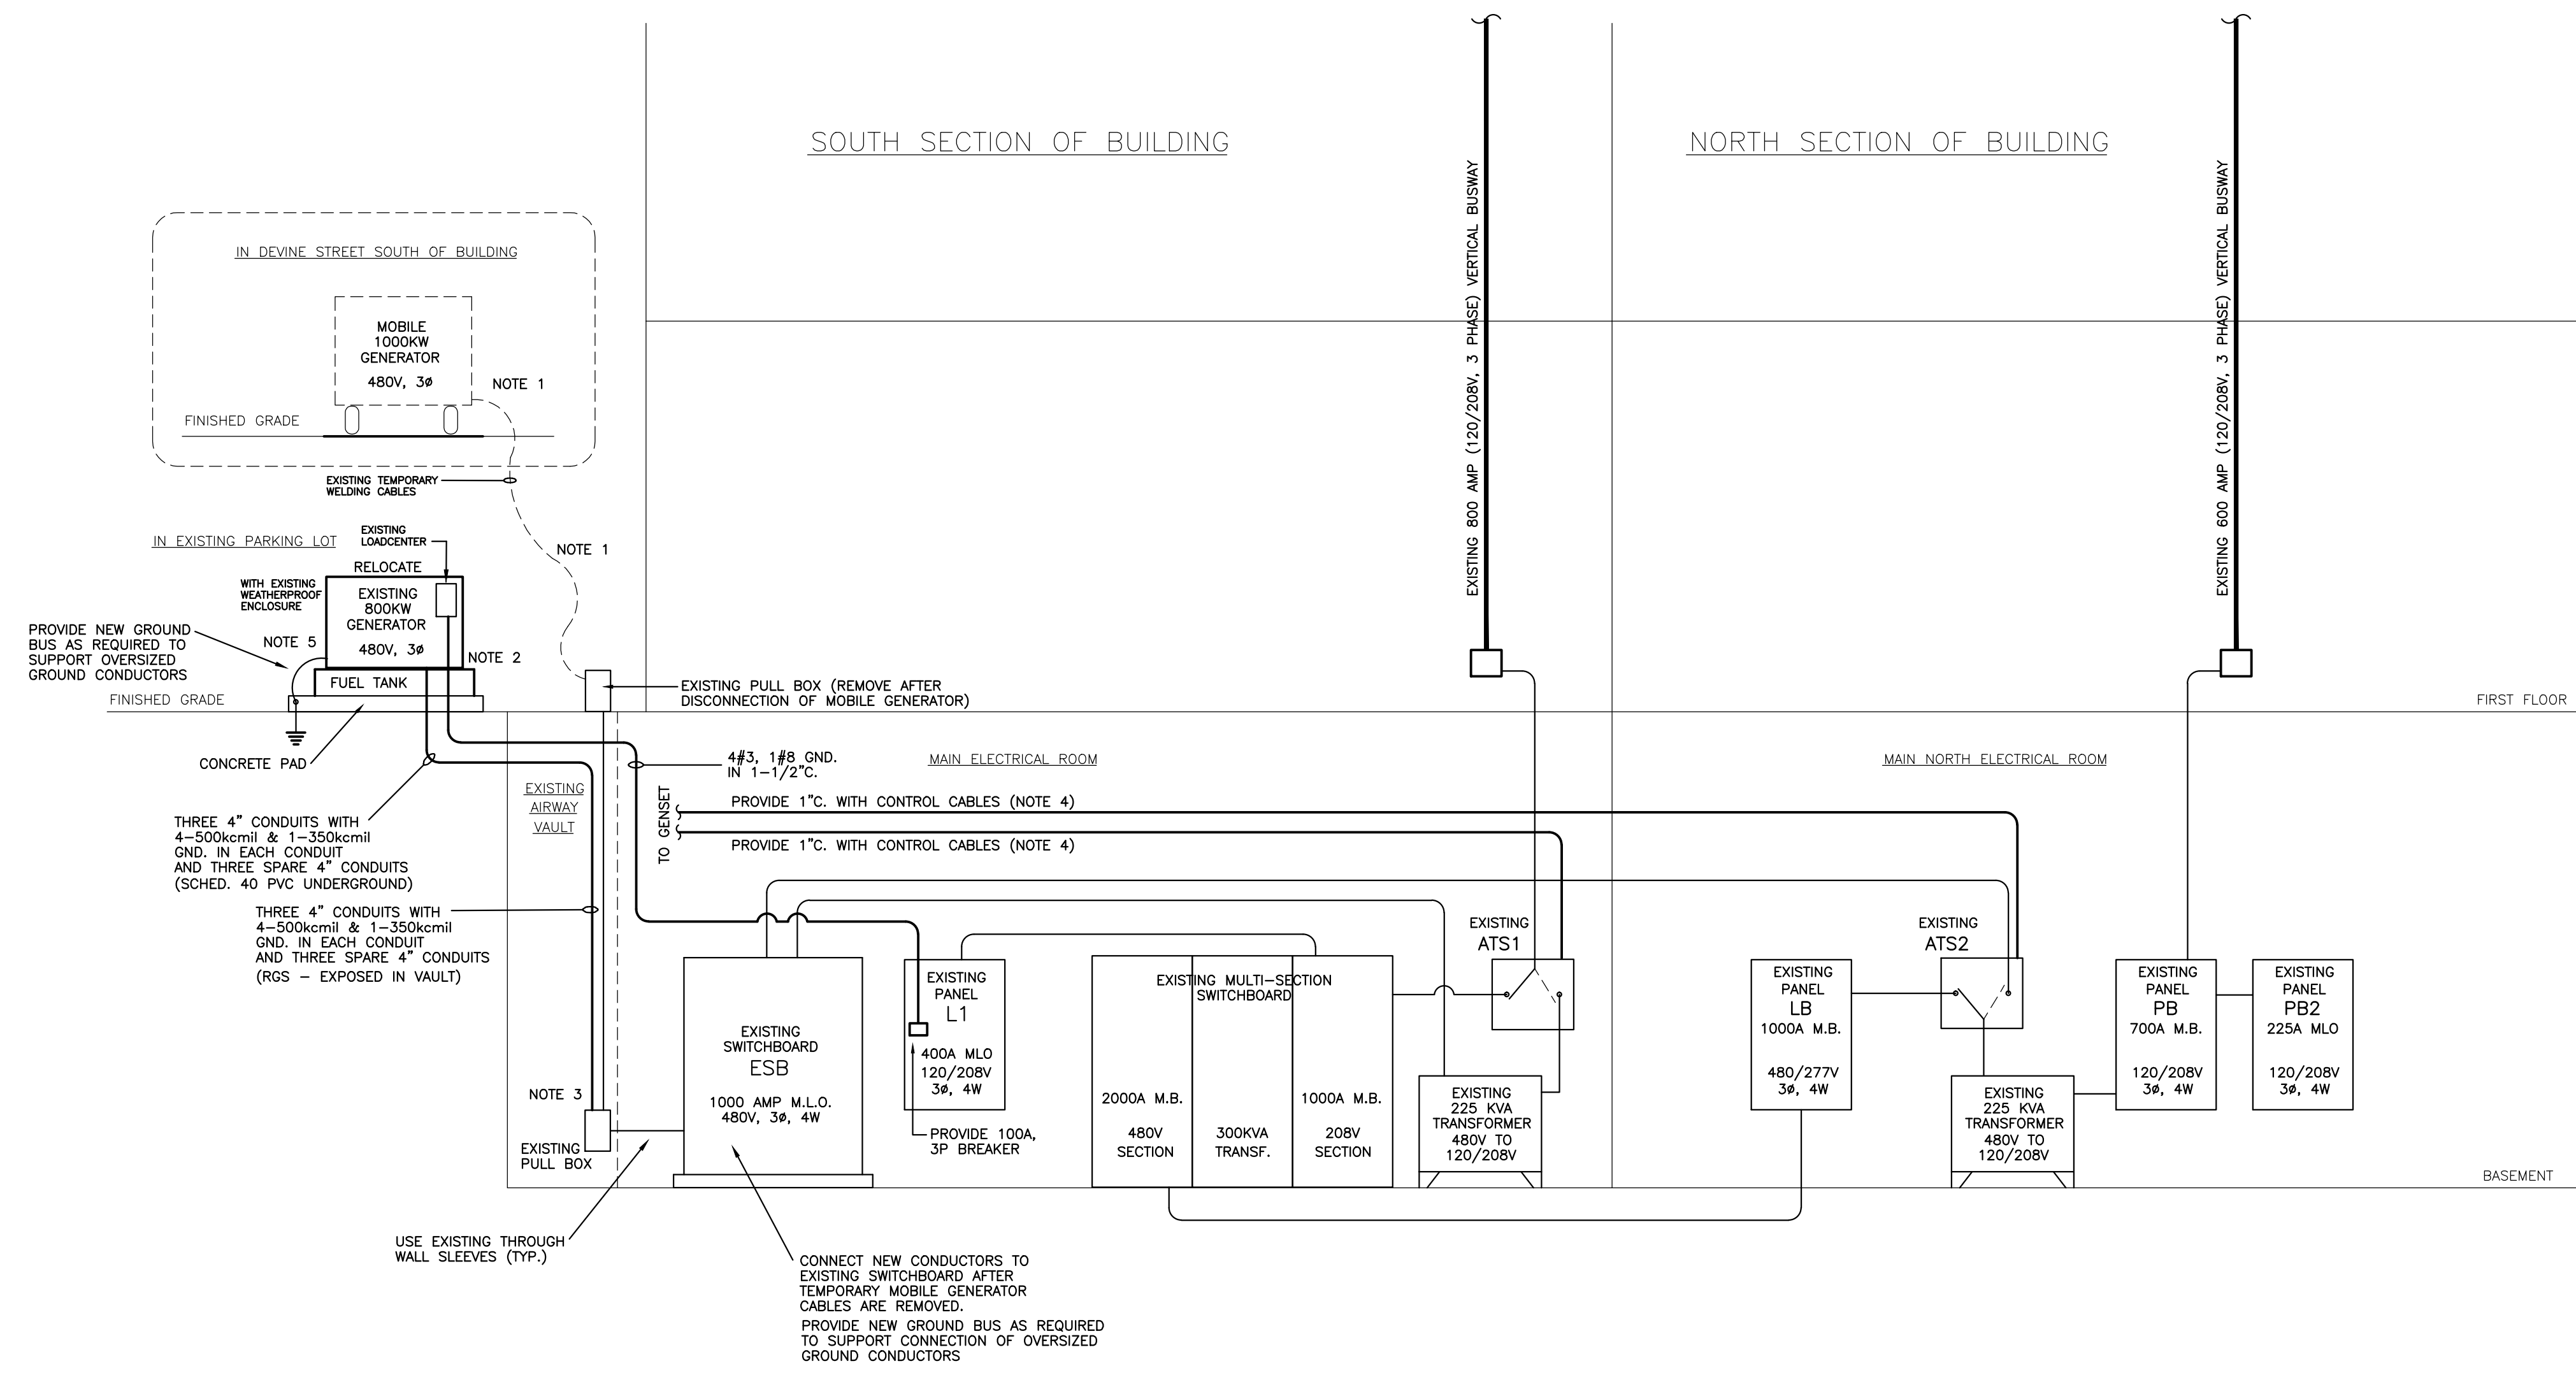 SOUTH SECTION OF BUILDING
NORTH SECTION OF BUILDING
EXISTING 800 AMP (120/208V, 3 PHASE) VERTICAL BUSWAY
EXISTING 600 AMP (120/208V, 3 PHASE) VERTICAL BUSWAY
IN DEVINE STREET SOUTH OF BUILDING
MOBILE
1000KW
GENERATOR
480V, 3ø
NOTE 1
FINISHED GRADE
EXISTING TEMPORARY
WELDING CABLES
IN EXISTING PARKING LOT
EXISTING
LOADCENTER
NOTE 1
RELOCATE
WITH EXISTING
WEATHERPROOF
ENCLOSURE
EXISTING
800KW
GENERATOR
480V, 3ø
PROVIDE NEW GROUND
BUS AS REQUIRED TO
SUPPORT OVERSIZED
GROUND CONDUCTORS
NOTE 5
NOTE 2
FUEL TANK
FINISHED GRADE
EXISTING PULL BOX (REMOVE AFTER
DISCONNECTION OF MOBILE GENERATOR)
FIRST FLOOR
CONCRETE PAD
4#3, 1#8 GND.
IN 1-1/2"C.
MAIN ELECTRICAL ROOM
MAIN NORTH ELECTRICAL ROOM
EXISTING
AIRWAY
VAULT
TO GENSET
PROVIDE 1"C. WITH CONTROL CABLES (NOTE 4)
PROVIDE 1"C. WITH CONTROL CABLES (NOTE 4)
THREE 4" CONDUITS WITH
4-500kcmil & 1-350kcmil
GND. IN EACH CONDUIT
AND THREE SPARE 4" CONDUITS
(SCHED. 40 PVC UNDERGROUND)
THREE 4" CONDUITS WITH
4-500kcmil & 1-350kcmil
GND. IN EACH CONDUIT
AND THREE SPARE 4" CONDUITS
(RGS - EXPOSED IN VAULT)
EXISTING
ATS1
EXISTING
ATS2
EXISTING
SWITCHBOARD
ESB
1000 AMP M.L.O.
480V, 3ø, 4W
EXISTING
PANEL
L1
400A MLO
120/208V
3ø, 4W
PROVIDE 100A,
3P BREAKER
EXISTING MULTI-SECTION
SWITCHBOARD
2000A M.B.
480V
SECTION
300KVA
TRANSF.
1000A M.B.
208V
SECTION
EXISTING
225 KVA
TRANSFORMER
480V TO
120/208V
EXISTING
PANEL
LB
1000A M.B.
480/277V
3ø, 4W
EXISTING
225 KVA
TRANSFORMER
480V TO
120/208V
EXISTING
PANEL
PB
700A M.B.
120/208V
3ø, 4W
EXISTING
PANEL
PB2
225A MLO
120/208V
3ø, 4W
NOTE 3
EXISTING
PULL BOX
BASEMENT
USE EXISTING THROUGH
WALL SLEEVES (TYP.)
CONNECT NEW CONDUCTORS TO
EXISTING SWITCHBOARD AFTER
TEMPORARY MOBILE GENERATOR
CABLES ARE REMOVED.
PROVIDE NEW GROUND BUS AS REQUIRED
TO SUPPORT CONNECTION OF OVERSIZED
GROUND CONDUCTORS